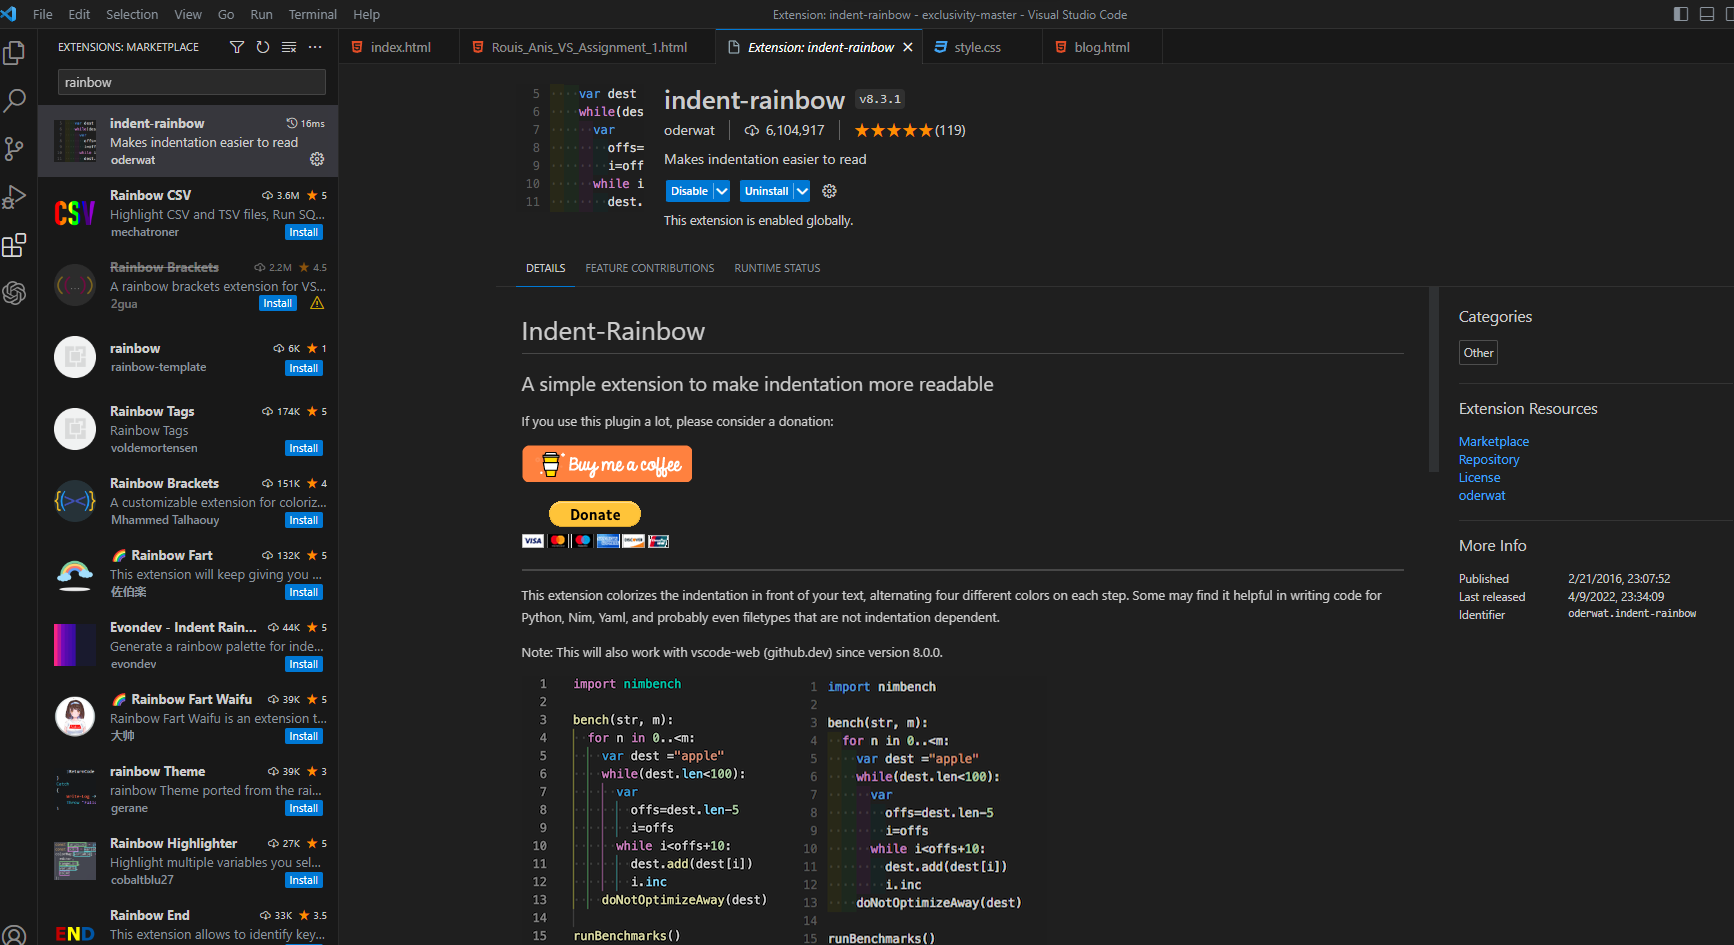 File Edit Selection View Go Run Terminal Help
Extension: indent-rainbow - exclusivity-master - Visual Studio Code
EXTENSIONS: MARKETPLACE
index.html
Rouis_Anis_VS_Assignment_1.html
Extension: indent-rainbow
style.css
blog.html
rainbow
indent-rainbow 16ms
Makes indentation easier to read
oderwat
CSV
Rainbow CSV 3.6M 5
Highlight CSV and TSV files, Run SQ...
mechatroner Install
Rainbow Brackets 2.2M 4.5
A rainbow brackets extension for VS...
2gua Install
rainbow 6K 1
rainbow-template Install
Rainbow Tags 174K 5
Rainbow Tags
voldemortensen Install
Rainbow Brackets 151K 4
A customizable extension for coloriz...
Mhammed Talhaouy Install
🌈 Rainbow Fart 132K 5
This extension will keep giving you ...
佐伯楽 Install
Evondev - Indent Rain... 44K 5
Generate a rainbow palette for inde...
evondev Install
🌈 Rainbow Fart Waifu 39K 5
Rainbow Fart Waifu is an extension t...
大帅 Install
rainbow Theme 39K 3
rainbow Theme ported from the rai...
gerane Install
Rainbow Highlighter 27K 5
Highlight multiple variables you sel...
cobaltblu27 Install
END
Rainbow End 33K 3.5
This extension allows to identify key...
5 var dest
6 while(des
7 var
8 offs=
9 i=off
10 while i
11 dest.
indent-rainbow v8.3.1
oderwat 6,104,917 ★★★★★(119)
Makes indentation easier to read
Disable Uninstall
This extension is enabled globally.
DETAILS FEATURE CONTRIBUTIONS RUNTIME STATUS
Indent-Rainbow
A simple extension to make indentation more readable
If you use this plugin a lot, please consider a donation:
Buy me a coffee
Donate
VISA DISCOVER
This extension colorizes the indentation in front of your text, alternating four different colors on each step. Some may find it helpful in writing code for
Python, Nim, Yaml, and probably even filetypes that are not indentation dependent.
Note: This will also work with vscode-web (github.dev) since version 8.0.0.
1 import nimbench
2
3 bench(str, m):
4 for n in 0..<m:
5 var dest ="apple"
6 while(dest.len<100):
7 var
8 offs=dest.len-5
9 i=offs
10 while i<offs+10:
11 dest.add(dest[i])
12 i.inc
13 doNotOptimizeAway(dest)
14
15 runBenchmarks()
1 import nimbench
2
3 bench(str, m):
4 for n in 0..<m:
5 var dest ="apple"
6 while(dest.len<100):
7 var
8 offs=dest.len-5
9 i=offs
10 while i<offs+10:
11 dest.add(dest[i])
12 i.inc
13 doNotOptimizeAway(dest)
14
15 runBenchmarks()
Categories
Other
Extension Resources
Marketplace
Repository
License
oderwat
More Info
Published 2/21/2016, 23:07:52
Last released 4/9/2022, 23:34:09
Identifier oderwat.indent-rainbow